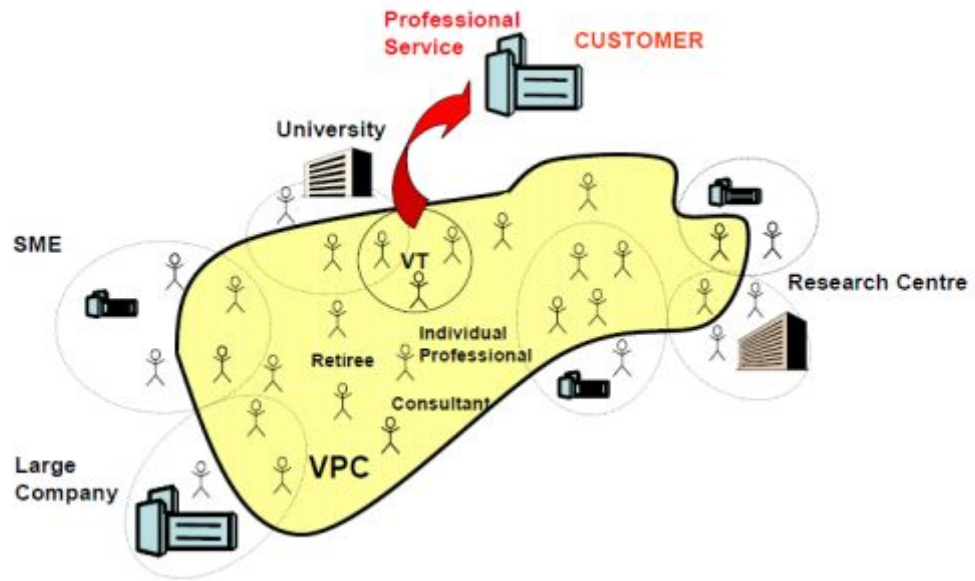 Professional
Service
CUSTOMER
University
SME
VT
Research Centre
Individual
Professional
Retiree
Consultant
VPC
Large
Company